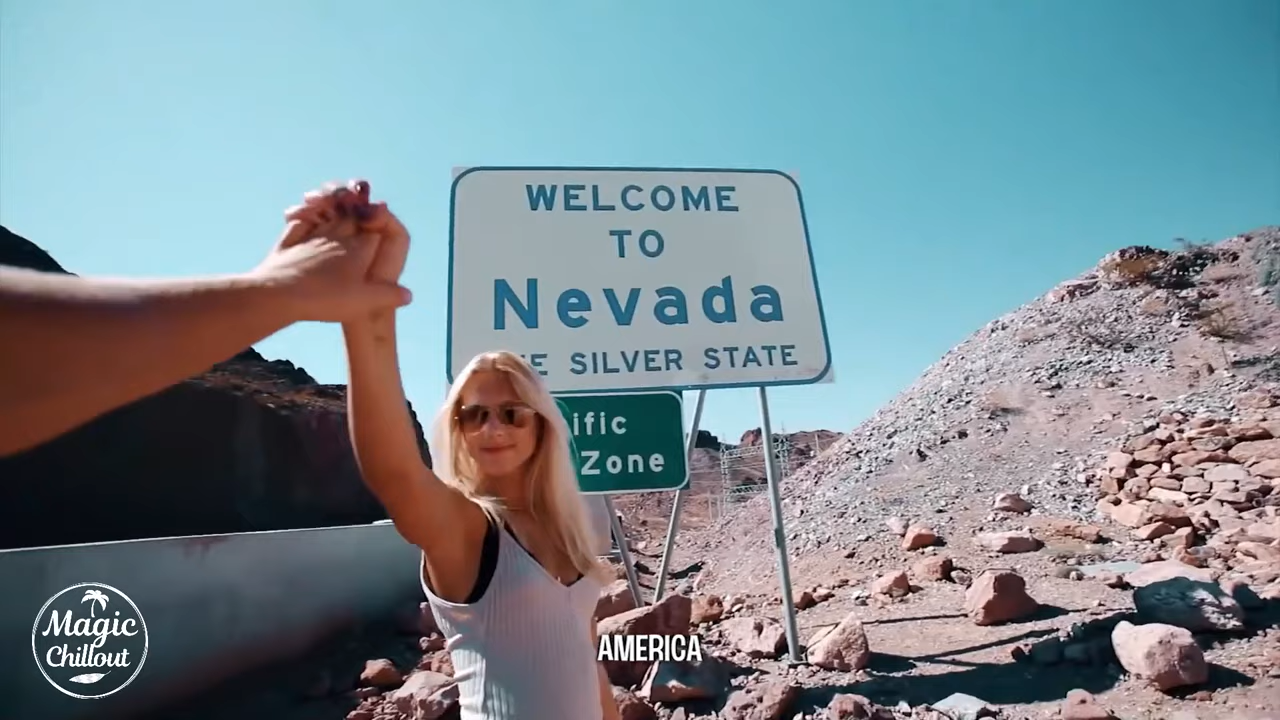 WELCOME
TO
Nevada
E SILVER STATE
ific
Zone
AMERICA
Magic
Chillout